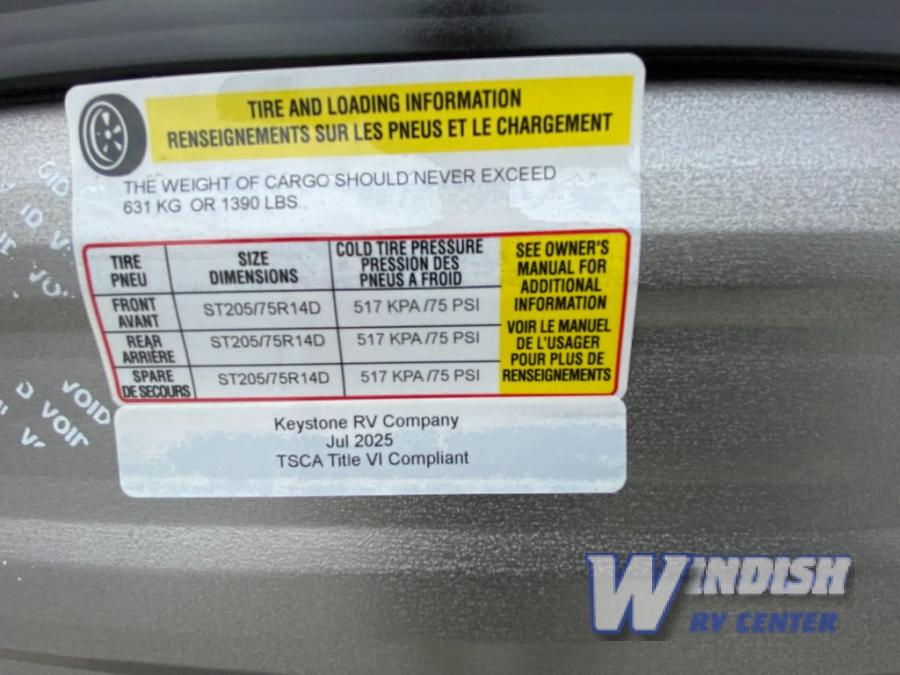 TIRE AND LOADING INFORMATION
RENSEIGNEMENTS SUR LES PNEUS ET LE CHARGEMENT
THE WEIGHT OF CARGO SHOULD NEVER EXCEED
631 KG OR 1390 LBS.
TIRE
PNEU
SIZE
DIMENSIONS
COLD TIRE PRESSURE
PRESSION DES
PNEUS A FROID
FRONT
AVANT
ST205/75R14D
517 KPA /75 PSI
REAR
ARRIÈRE
ST205/75R14D
517 KPA /75 PSI
SPARE
DE SECOURS
ST205/75R14D
517 KPA /75 PSI
SEE OWNER'S
MANUAL FOR
ADDITIONAL
INFORMATION
VOIR LE MANUEL
DE L'USAGER
POUR PLUS DE
RENSEIGNEMENTS
Keystone RV Company
Jul 2025
TSCA Title VI Compliant
VOID
VOID
WINDISH
RV CENTER